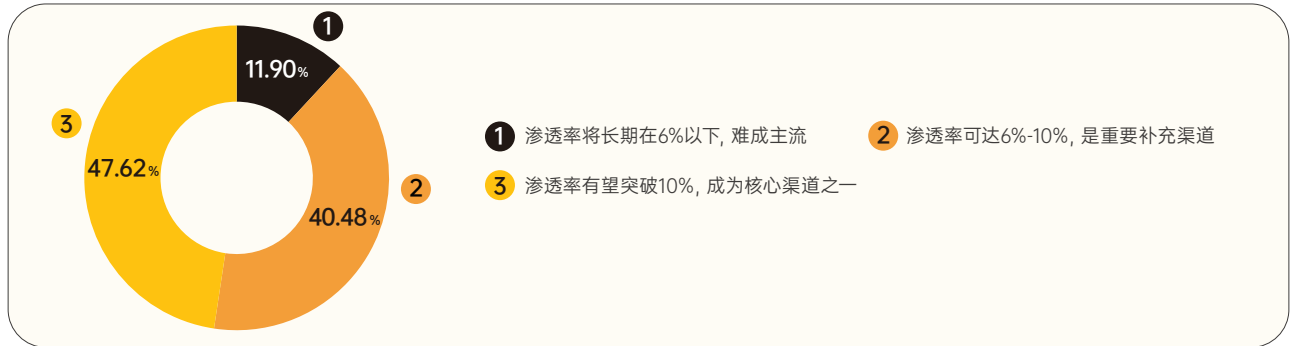 1
11.90%
3
47.62%
2
40.48%
1 渗透率将长期在6%以下, 难成主流
2 渗透率可达6%-10%, 是重要补充渠道
3 渗透率有望突破10%, 成为核心渠道之一